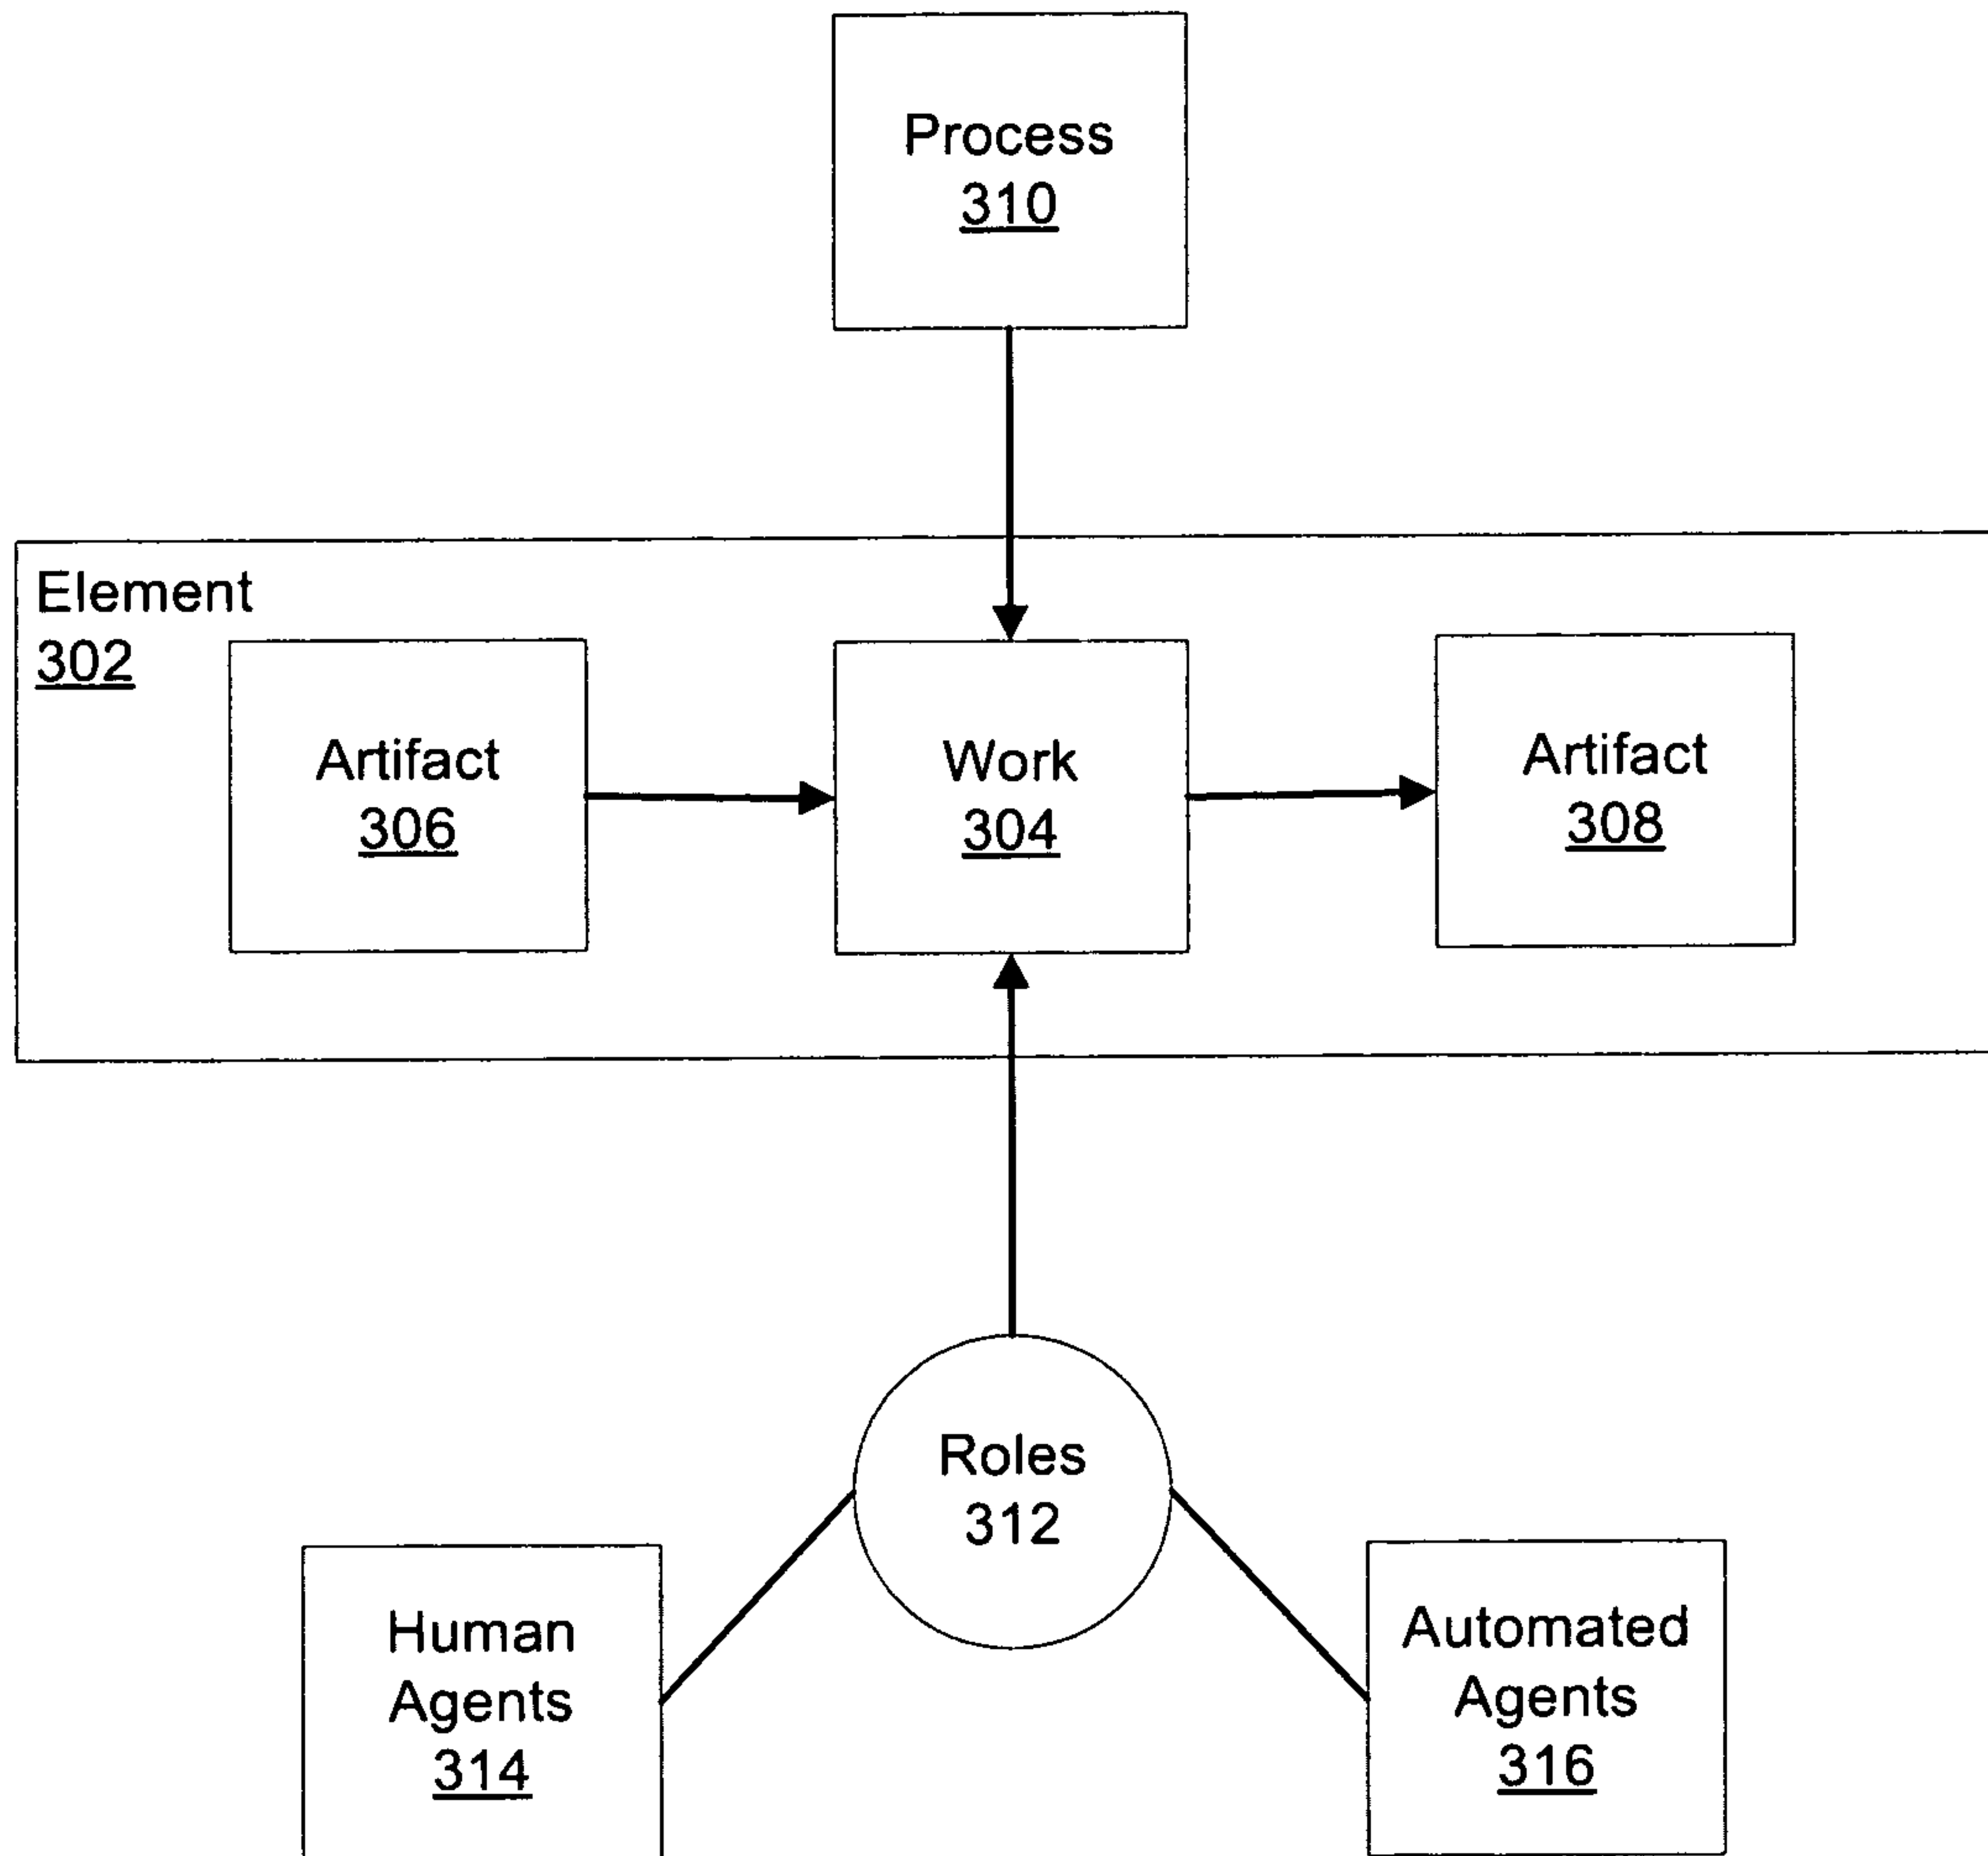 Process
310
Element
302
Artifact
306
Work
304
Artifact
308
Roles
312
Human
Agents
314
Automated
Agents
316